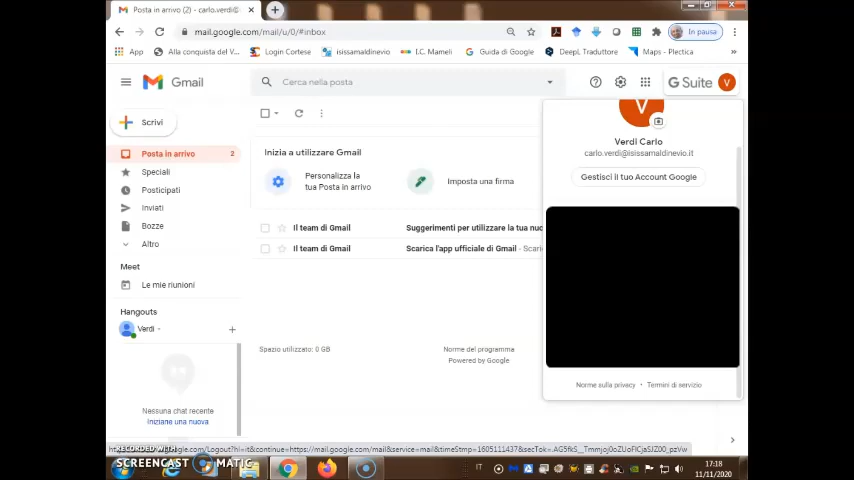 Posta in arrivo (2) - carlo.verdi@
mail.google.com/mail/u/0/#inbox
In pausa
App
Alla conquista del V...
Login Cortese
isissamaldinevio
I.C. Mameli
Guida di Google
DeepL Traduttore
Maps - Plectica
Gmail
Cerca nella posta
G Suite
V
Scrivi
Posta in arrivo 2
Speciali
Posticipati
Inviati
Bozze
Altro
Meet
Le mie riunioni
Hangouts
Verdi
Nessuna chat recente
Iniziane una nuova
Inizia a utilizzare Gmail
Personalizza la
tua Posta in arrivo
Imposta una firma
Il team di Gmail Suggerimenti per utilizzare la tua nuo
Il team di Gmail Scarica l'app ufficiale di Gmail - Scaric
Spazio utilizzato: 0 GB
Norme del programma
Powered by Google
V
Verdi Carlo
carlo.verdi@isissamaldinevio.it
Gestisci il tuo Account Google
Norme sulla privacy • Termini di servizio
RECORDED WITH
SCREENCAST MATIC
IT
17:18
11/11/2020